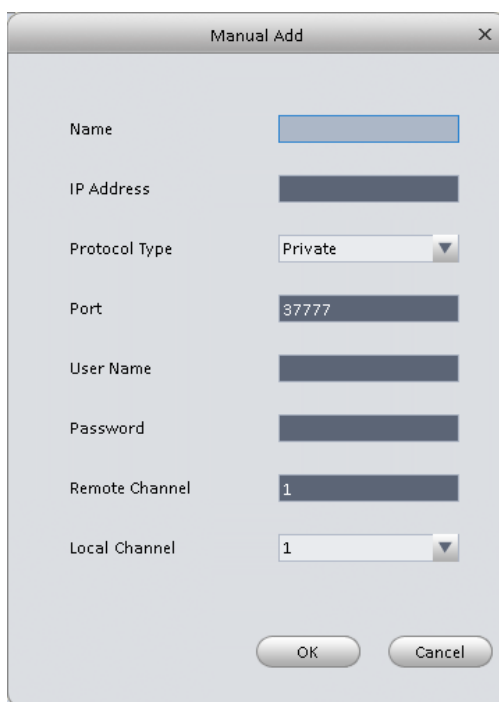 Manual Add
Name
IP Address
Protocol Type Private
Port 37777
User Name
Password
Remote Channel 1
Local Channel 1
OK Cancel